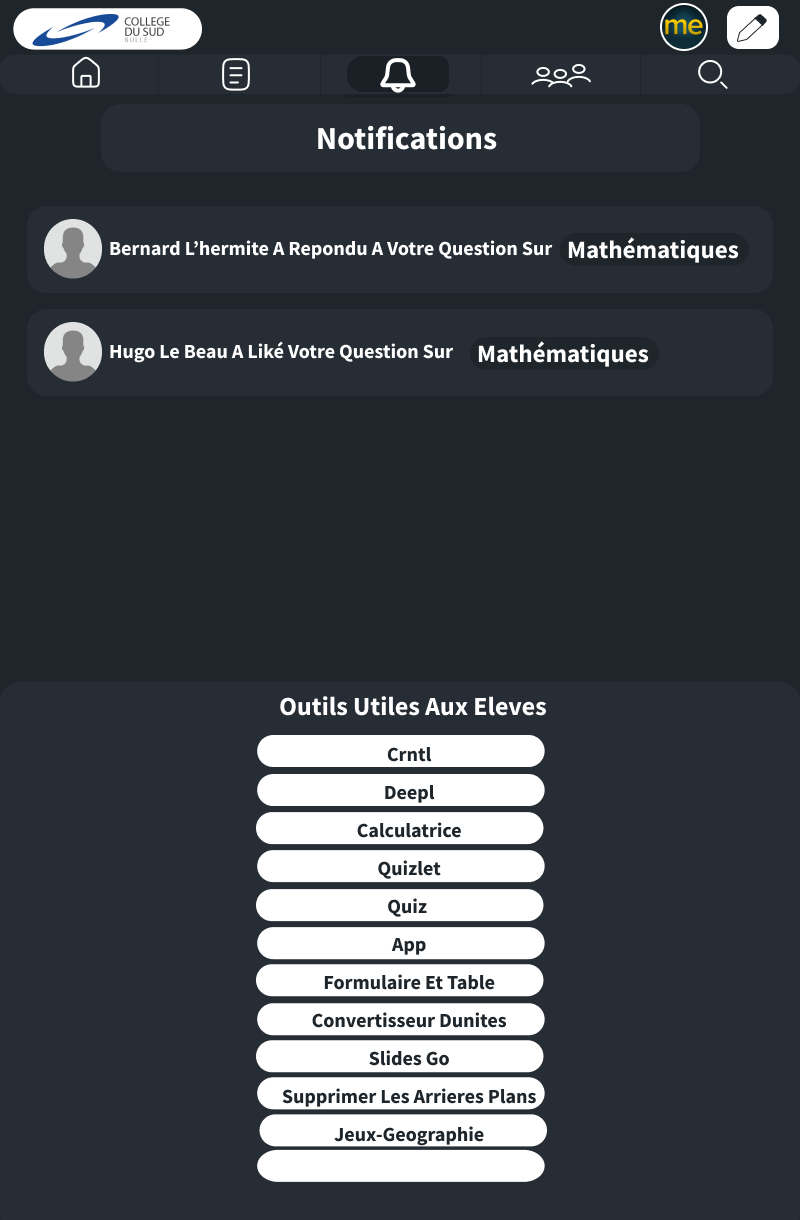 COLLEGE
DU SUD
BULLE
me
Notifications
Bernard L’hermite A Repondu A Votre Question Sur Mathématiques
Hugo Le Beau A Liké Votre Question Sur Mathématiques
Outils Utiles Aux Eleves
Crntl
Deepl
Calculatrice
Quizlet
Quiz
App
Formulaire Et Table
Convertisseur Dunites
Slides Go
Supprimer Les Arrieres Plans
Jeux-Geographie